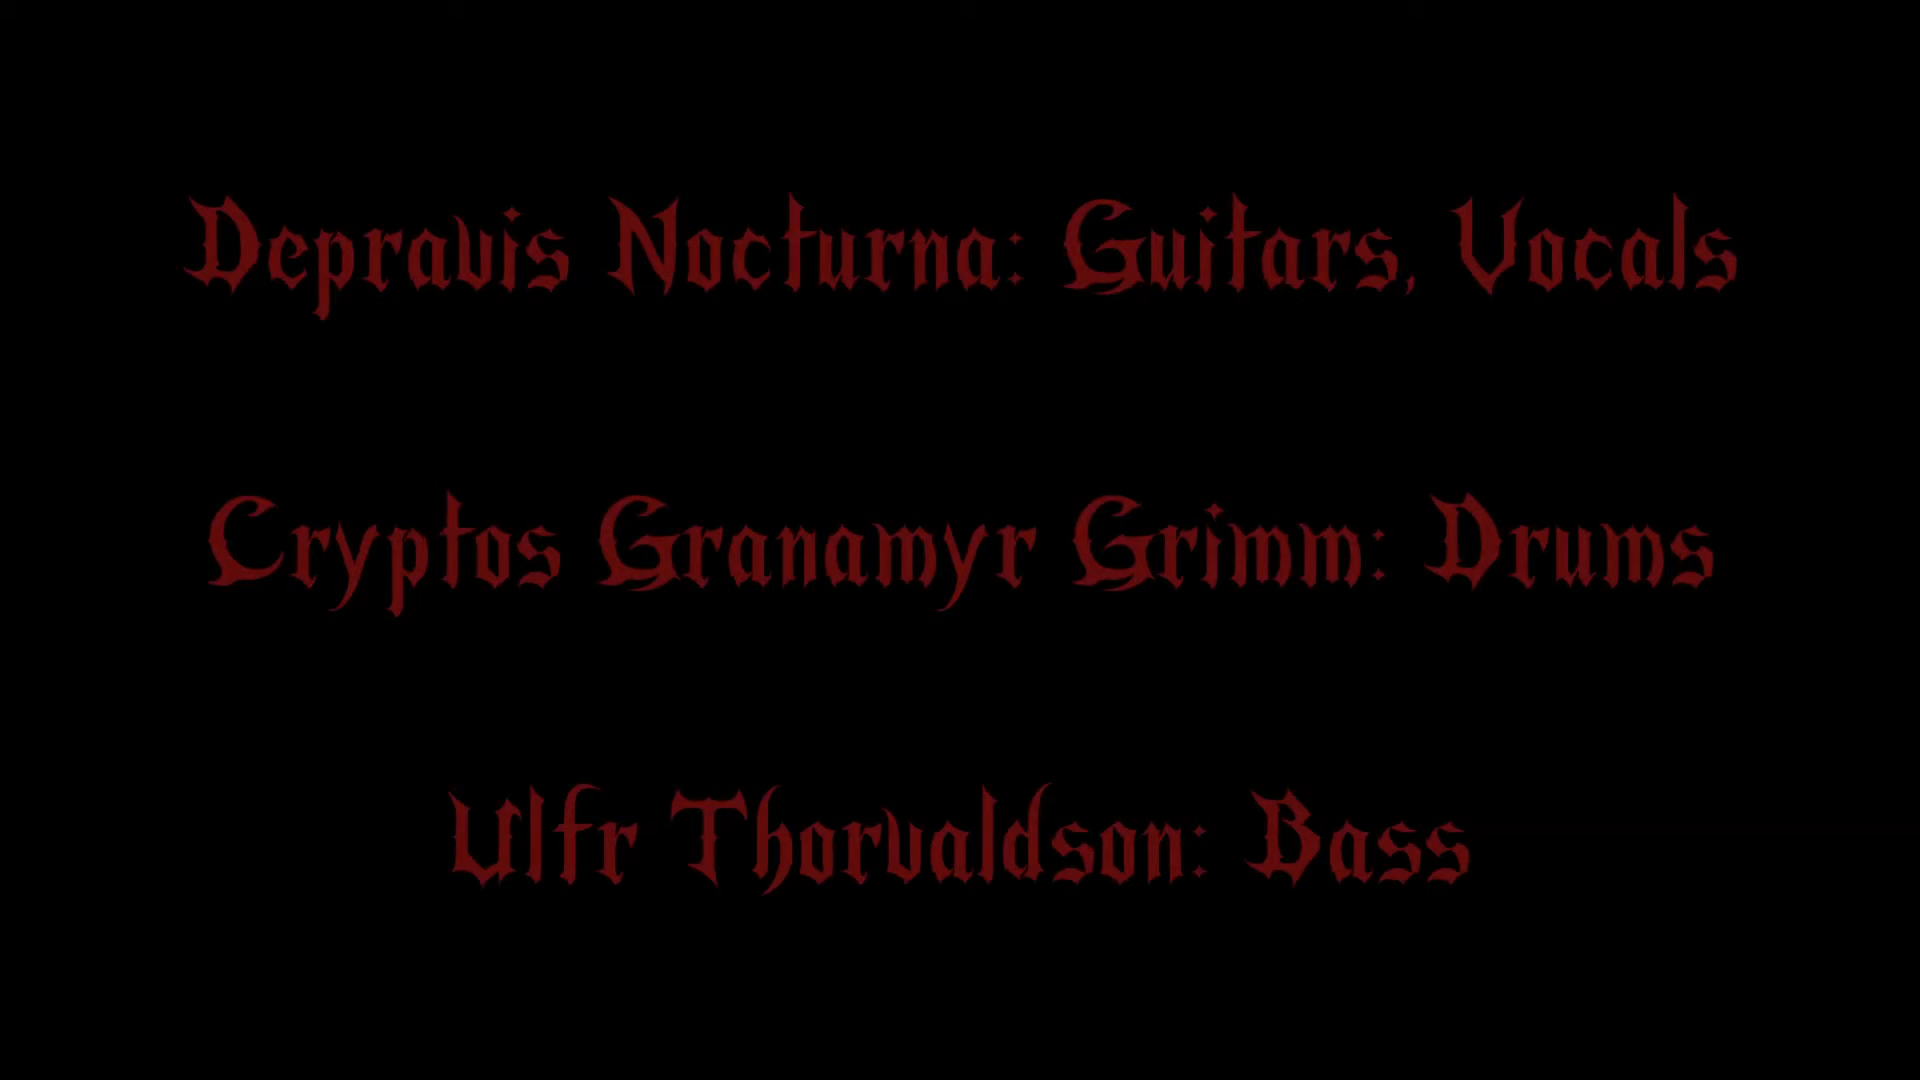 Depravis Nocturna: Guitars, Vocals
Cryptos Granamyr Grimm: Drums
Ulfr Thorvaldson: Bass